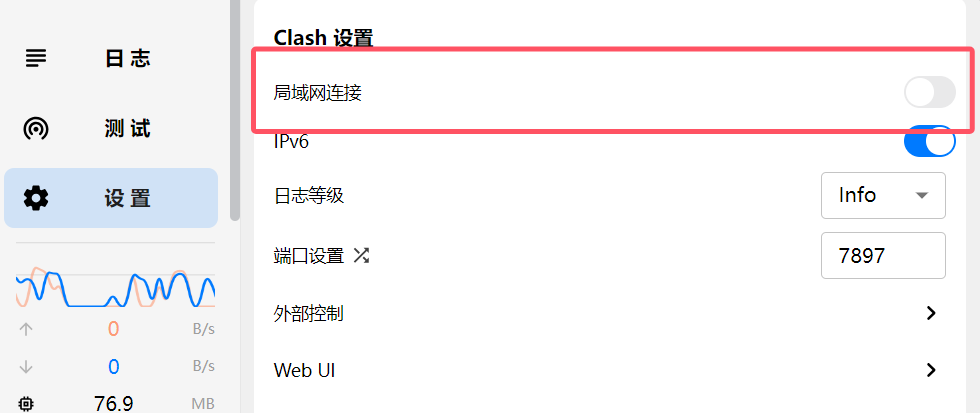 日志
测试
设置
0 B/s
0 B/s
76.9 MB
Clash 设置
局域网连接
IPv6
日志等级 Info
端口设置 7897
外部控制
Web UI